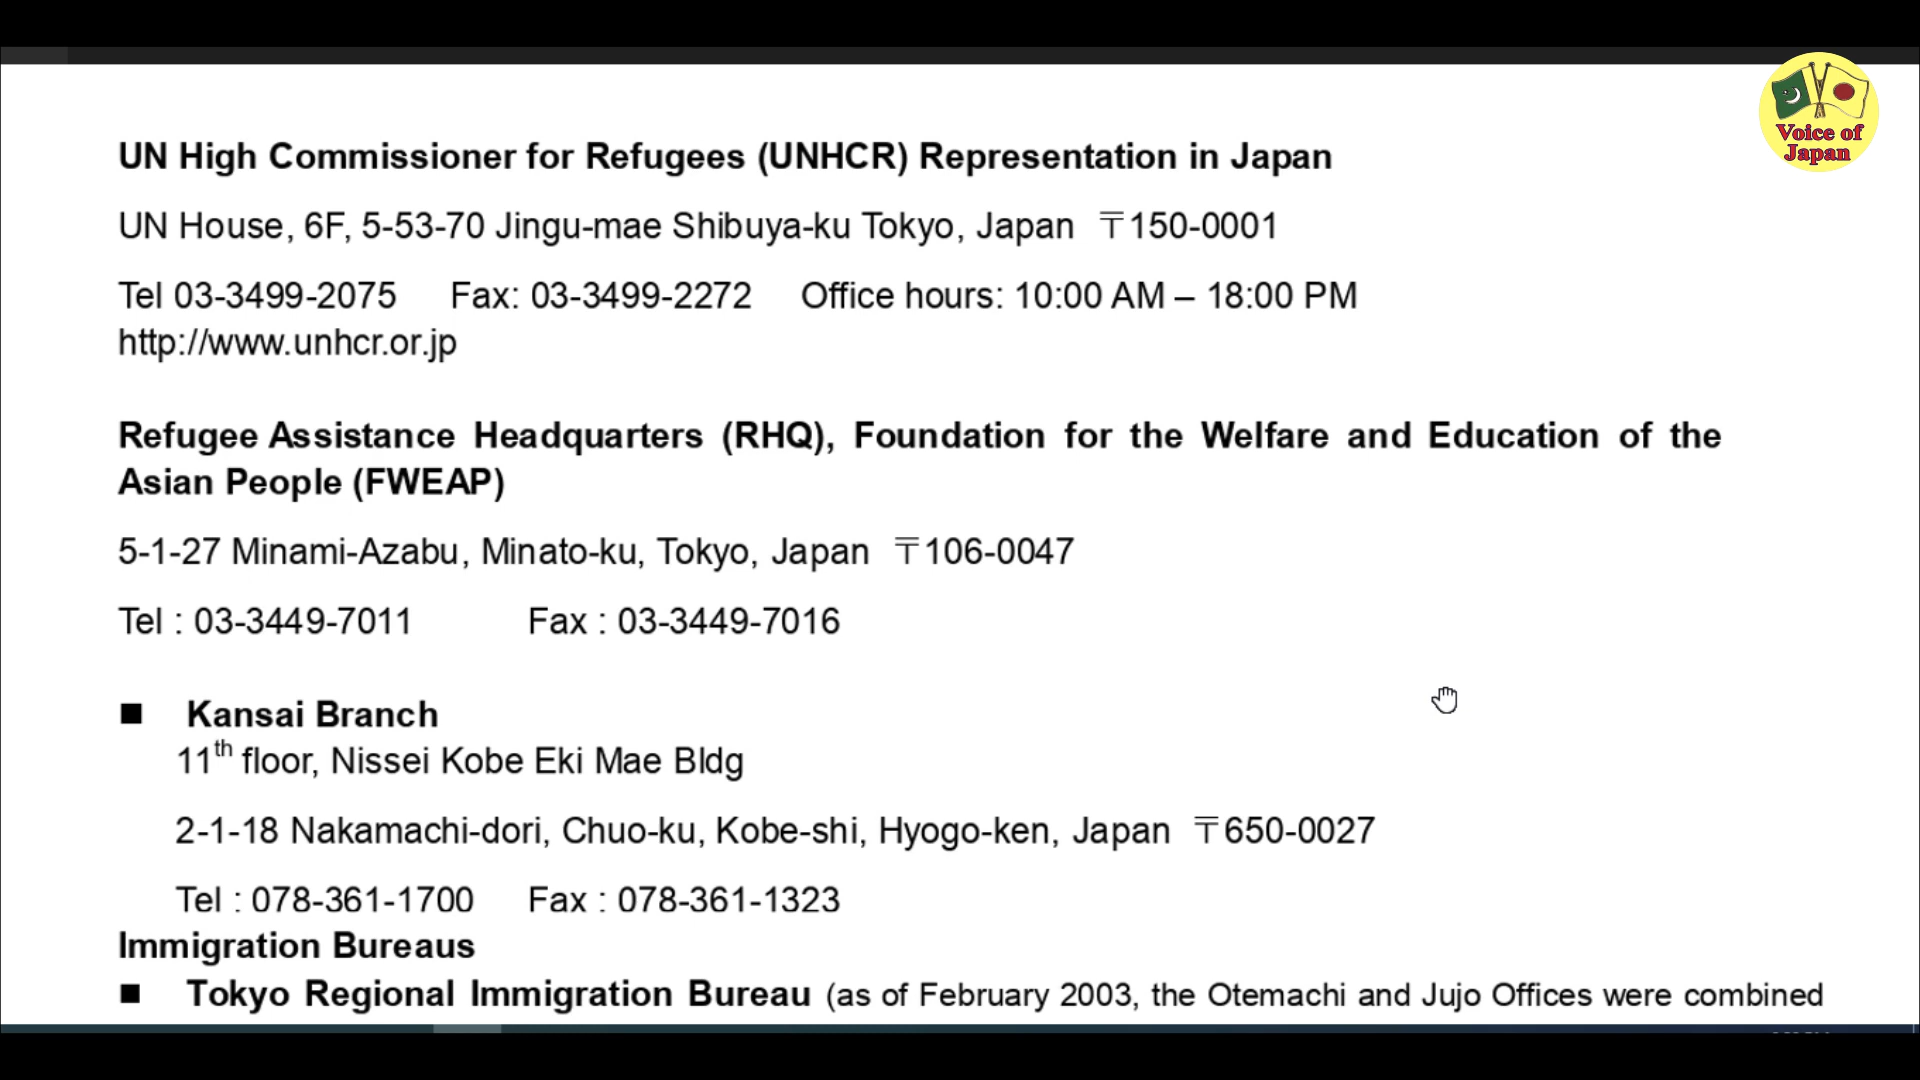 Voice of
Japan
UN High Commissioner for Refugees (UNHCR) Representation in Japan
UN House, 6F, 5-53-70 Jingu-mae Shibuya-ku Tokyo, Japan 〒150-0001
Tel 03-3499-2075 Fax: 03-3499-2272 Office hours: 10:00 AM – 18:00 PM
http://www.unhcr.or.jp
Refugee Assistance Headquarters (RHQ), Foundation for the Welfare and Education of the
Asian People (FWEAP)
5-1-27 Minami-Azabu, Minato-ku, Tokyo, Japan 〒106-0047
Tel : 03-3449-7011 Fax : 03-3449-7016
■ Kansai Branch
11th floor, Nissei Kobe Eki Mae Bldg
2-1-18 Nakamachi-dori, Chuo-ku, Kobe-shi, Hyogo-ken, Japan 〒650-0027
Tel : 078-361-1700 Fax : 078-361-1323
Immigration Bureaus
■ Tokyo Regional Immigration Bureau (as of February 2003, the Otemachi and Jujo Offices were combined